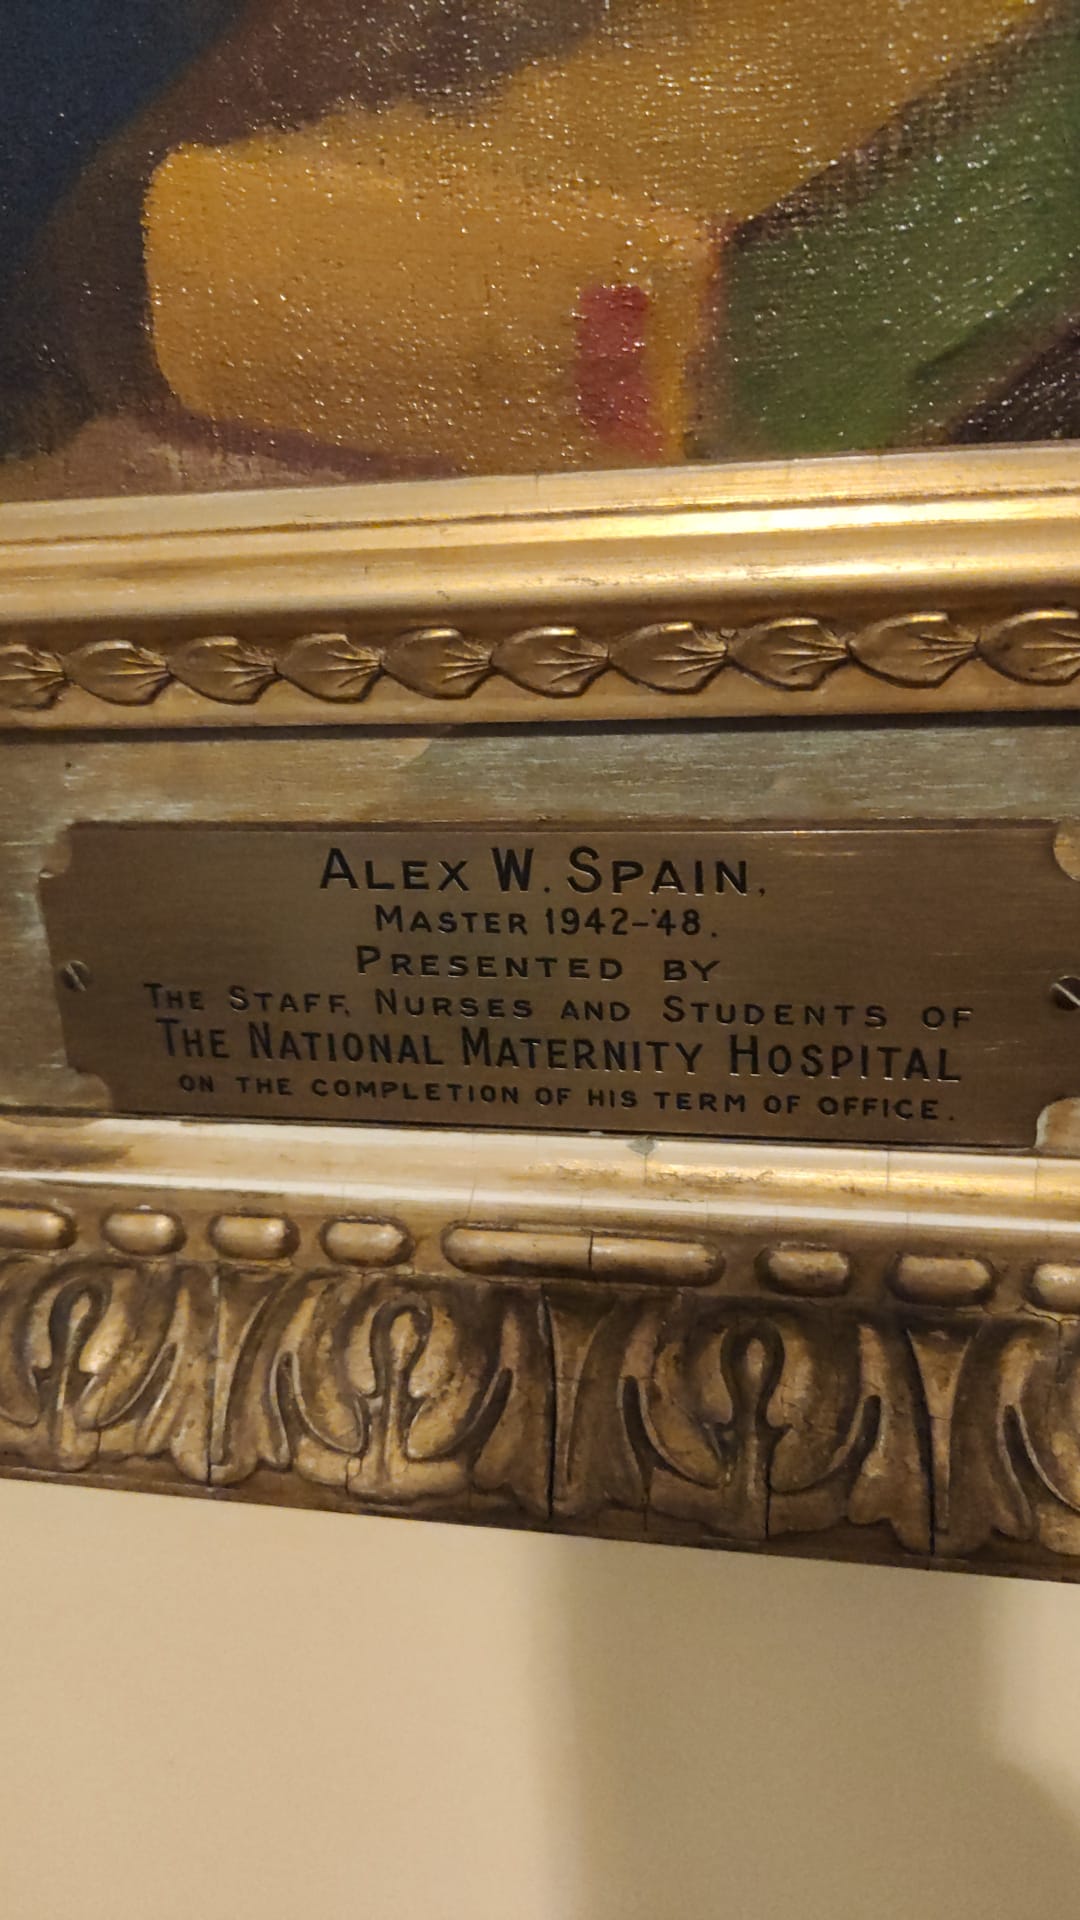 ALEX W. SPAIN,
MASTER 1942-'48.
PRESENTED BY
THE STAFF, NURSES AND STUDENTS OF
THE NATIONAL MATERNITY HOSPITAL
ON THE COMPLETION OF HIS TERM OF OFFICE.